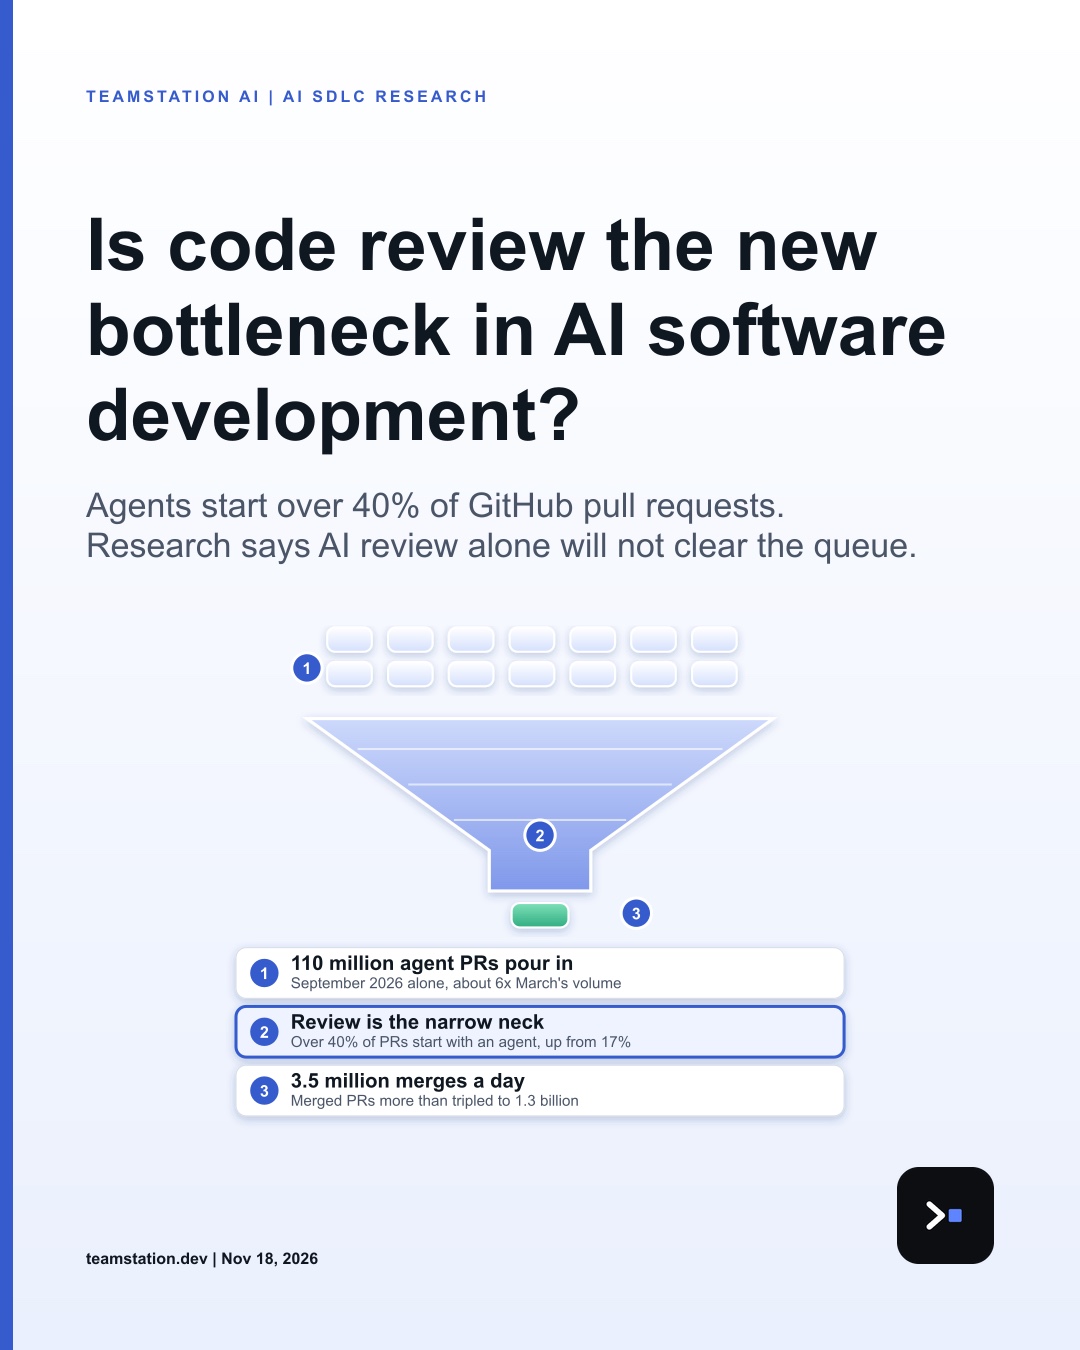 TEAMSTATION AI | AI SDLC RESEARCH
Is code review the new
bottleneck in AI software
development?
Agents start over 40% of GitHub pull requests.
Research says AI review alone will not clear the queue.
1
2
3
1
110 million agent PRs pour in
September 2026 alone, about 6x March's volume
2
Review is the narrow neck
Over 40% of PRs start with an agent, up from 17%
3
3.5 million merges a day
Merged PRs more than tripled to 1.3 billion
teamstation.dev | Nov 18, 2026